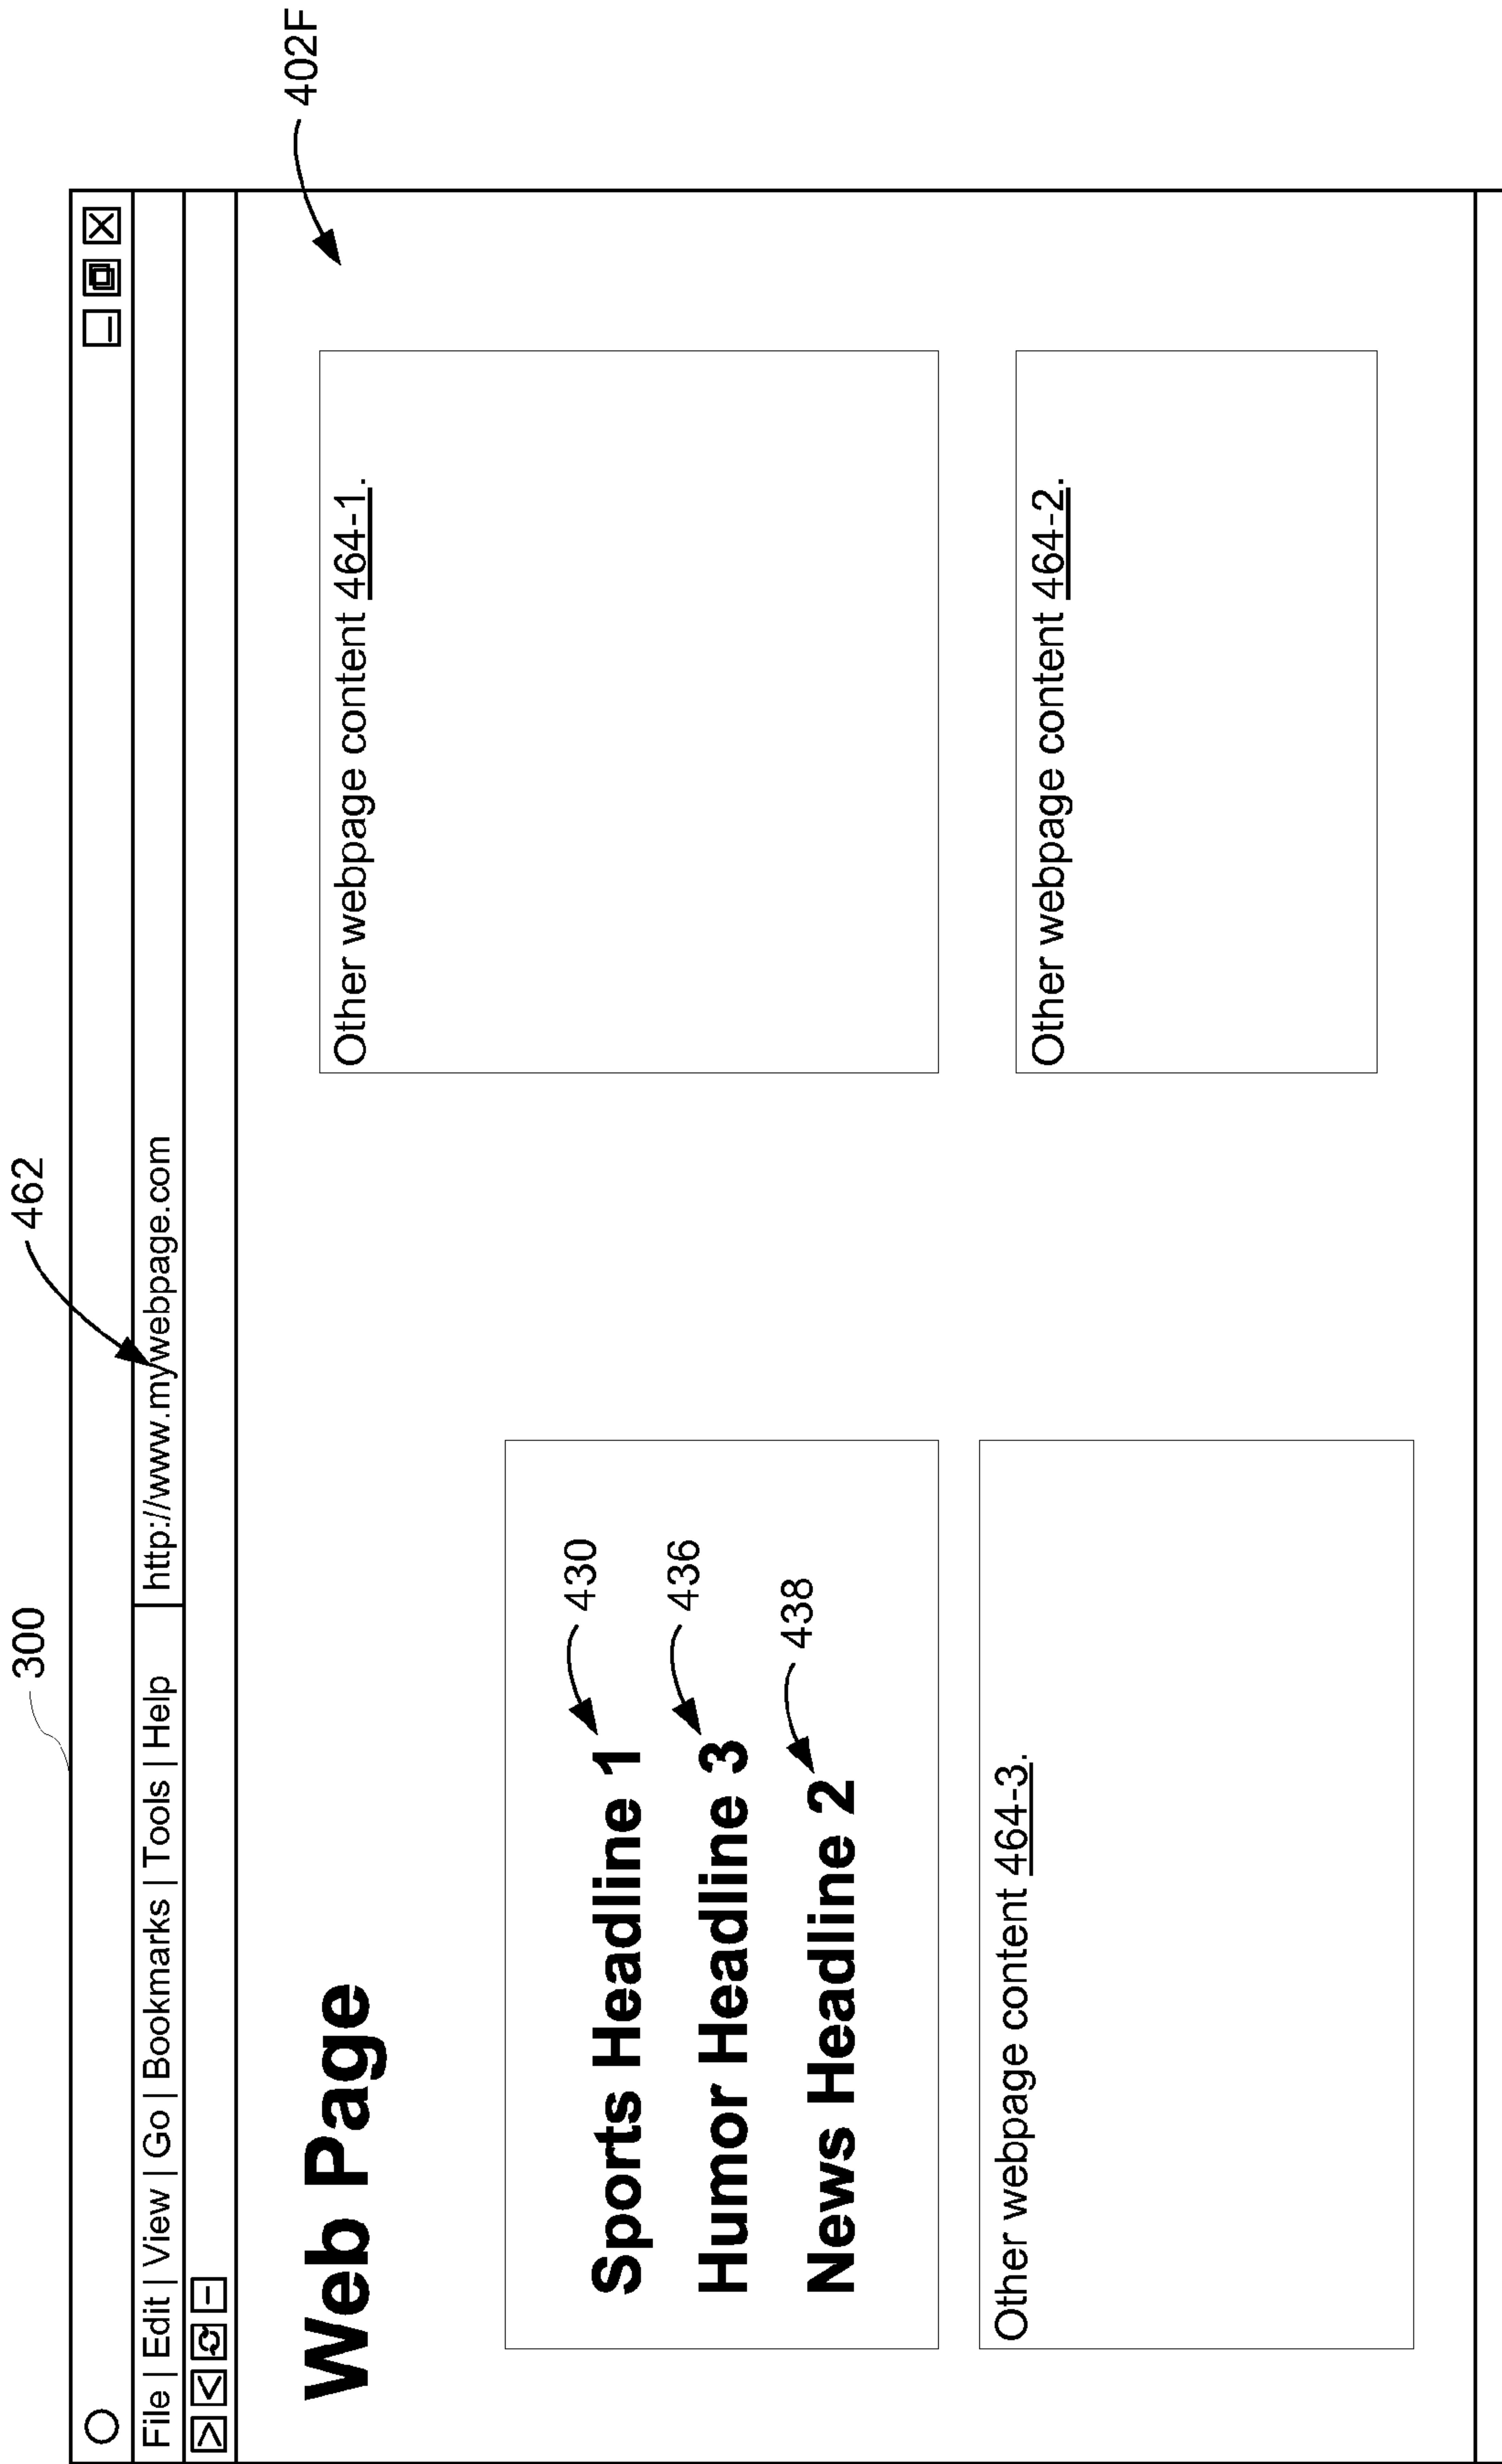 300
462
File | Edit | View | Go | Bookmarks | Tools | Help
http://www.mywebpage.com
402F
Web Page
Other webpage content 464-1.
Sports Headline 1
430
Humor Headline 3
436
News Headline 2
438
Other webpage content 464-3.
Other webpage content 464-2.